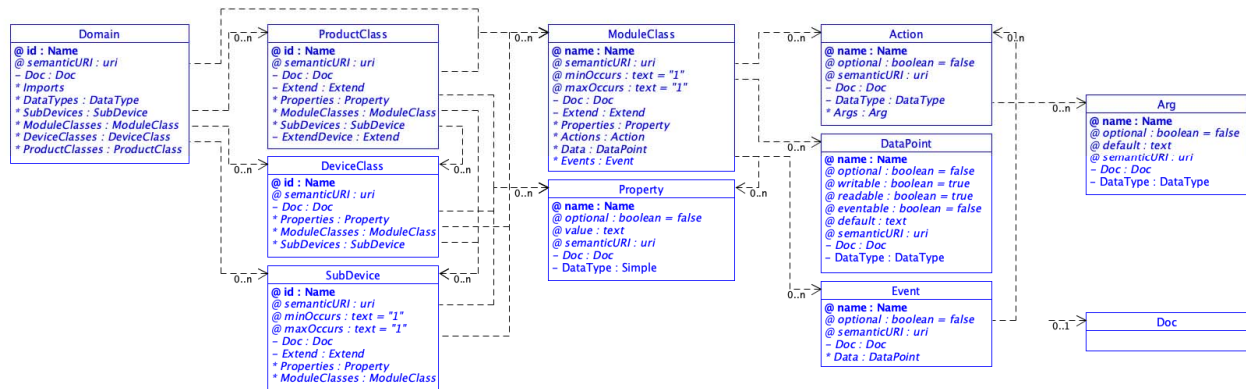 Domain
@ id : Name
@ semanticURI : uri
– Doc : Doc
* Imports
* DataTypes : DataType
* SubDevices : SubDevice
* ModuleClasses : ModuleClass
* DeviceClasses : DeviceClass
* ProductClasses : ProductClass
0..n
ProductClass
@ id : Name
@ semanticURI : uri
– Doc : Doc
– Extend : Extend
* Properties : Property
* ModuleClasses : ModuleClass
* SubDevices : SubDevice
– ExtendDevice : Extend
0..n
DeviceClass
0..n
@ id : Name
@ semanticURI : uri
– Doc : Doc
* Properties : Property
* ModuleClasses : ModuleClass
* SubDevices : SubDevice
0..n
SubDevice
0..n
@ id : Name
@ semanticURI : uri
@ minOccurs : text = "1"
@ maxOccurs : text = "1"
– Doc : Doc
– Extend : Extend
* Properties : Property
* ModuleClasses : ModuleClass
0..n
ModuleClass
@ name : Name
@ semanticURI : uri
@ minOccurs : text = "1"
@ maxOccurs : text = "1"
– Doc : Doc
– Extend : Extend
* Properties : Property
* Actions : Action
* Data : DataPoint
* Events : Event
0..n
Property
0..n
@ name : Name
@ optional : boolean = false
@ value : text
@ semanticURI : uri
– Doc : Doc
– DataType : Simple
0..n
Action
0..n
@ name : Name
@ optional : boolean = false
@ semanticURI : uri
– Doc : Doc
– DataType : DataType
* Args : Arg
0..n
DataPoint
@ name : Name
@ optional : boolean = false
@ writable : boolean = true
@ readable : boolean = true
@ eventable : boolean = false
@ default : text
@ semanticURI : uri
– Doc : Doc
– DataType : DataType
0..n
Event
@ name : Name
@ optional : boolean = false
@ semanticURI : uri
– Doc : Doc
* Data : DataPoint
0..n
Arg
@ name : Name
@ optional : boolean = false
@ default : text
@ semanticURI : uri
– Doc : Doc
– DataType : DataType
0..1
Doc